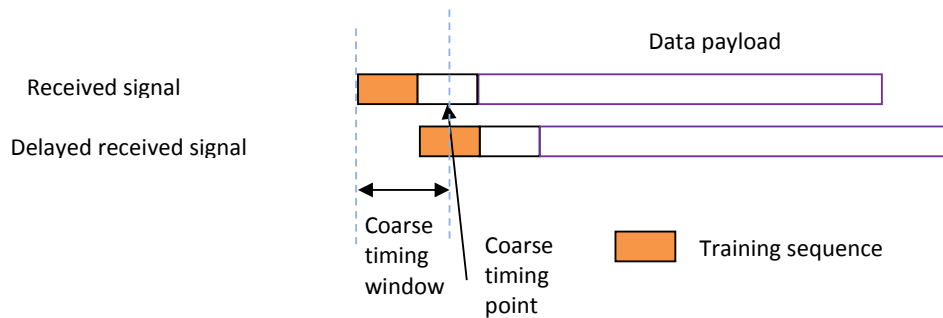 Data payload
Received signal
Delayed received signal
Coarse
timing
window
Coarse
timing
point
Training sequence